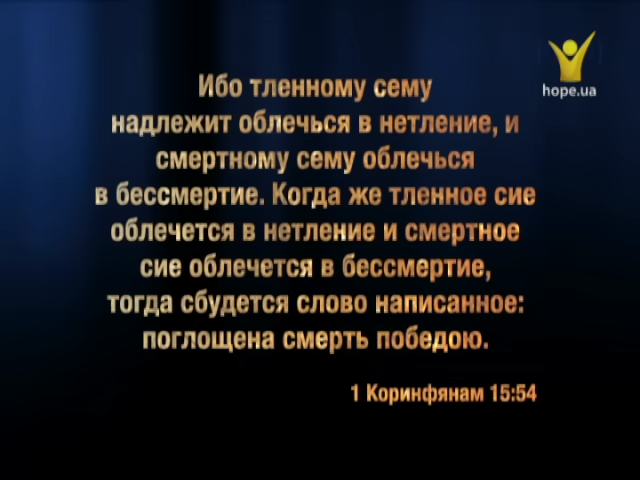 hope.ua
Ибо тленному сему
надлежит облечься в нетление, и
смертному сему облечься
в бессмертие. Когда же тленное сие
облечется в нетление и смертное
сие облечется в бессмертие,
тогда сбудется слово написанное:
поглощена смерть победою.
1 Коринфянам 15:54